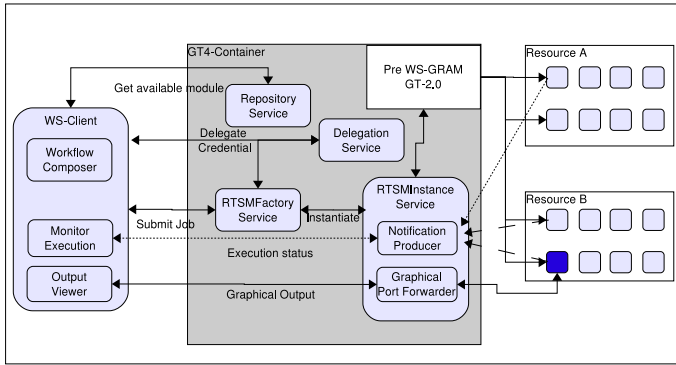 GT4-Container
Resource A
Pre WS-GRAM
GT-2.0
Get available module
Repository
Service
WS-Client
Workflow
Composer
Delegate
Credential
Delegation
Service
RTSMInstance
Service
Resource B
RTSMFactory
Service
Submit Job
Instantiate
Monitor
Execution
Notification
Producer
Execution status
Output
Viewer
Graphical
Port Forwarder
Graphical Output